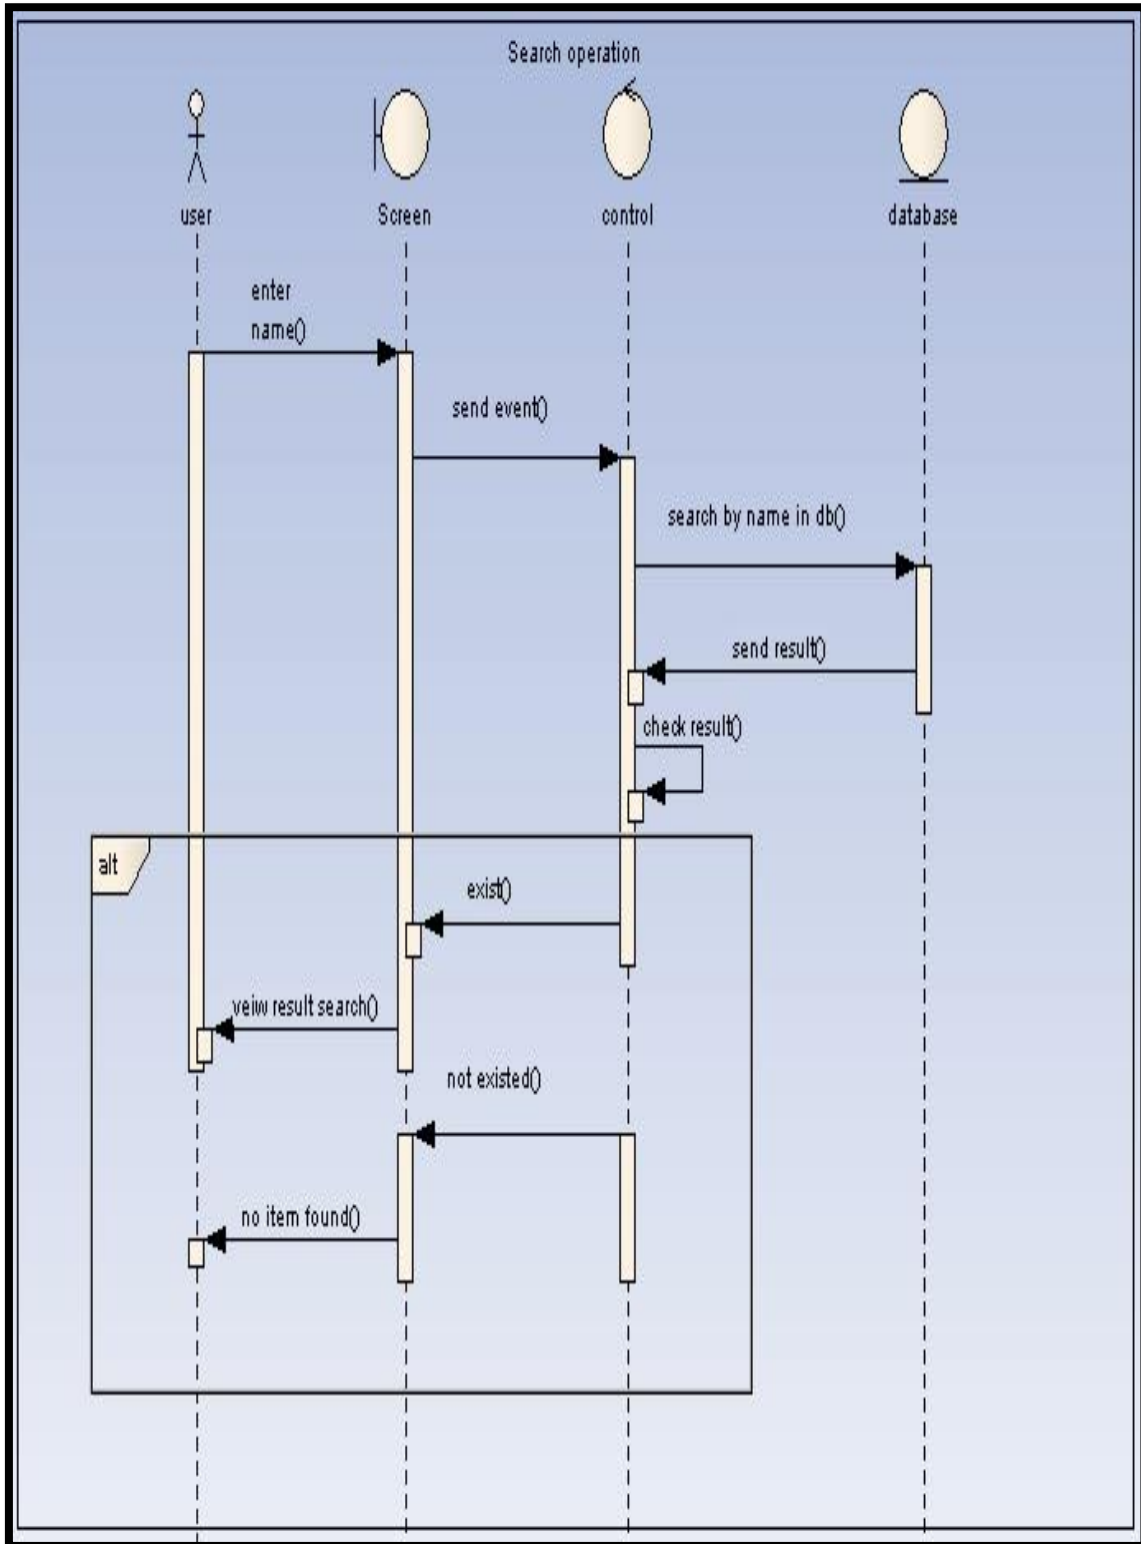 Search operation
user
Screen
control
database
enter
name()
send event()
search by name in db()
send result()
check result()
alt
exist()
veiw result search()
not existed()
no item found()